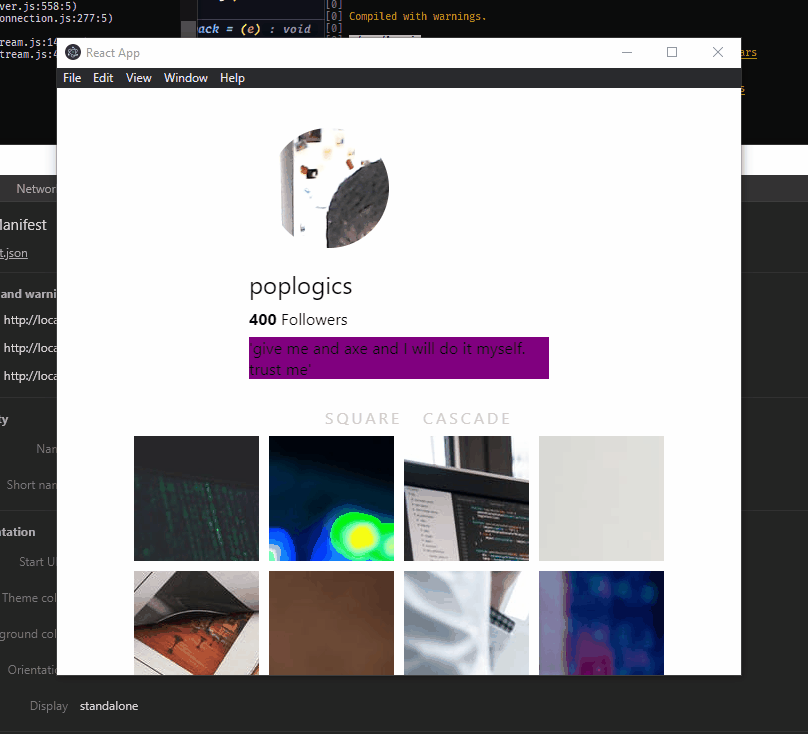 ver.js:558:5)
onnection.js:277:5)
tream.js:14
tream.js:4
ack = (e) : void
[0]
[0] Compiled with warnings.
[0]
ars
s
React App
File Edit View Window Help
Networ
anifest
t.json
and warni
http://loca
http://loca
http://loca
ty
Nam
Short nam
ntation
Start U
Theme col
ground col
Orientatio
Display standalone
poplogics
400 Followers
'give me and axe and I will do it myself.
trust me'
SQUARE CASCADE